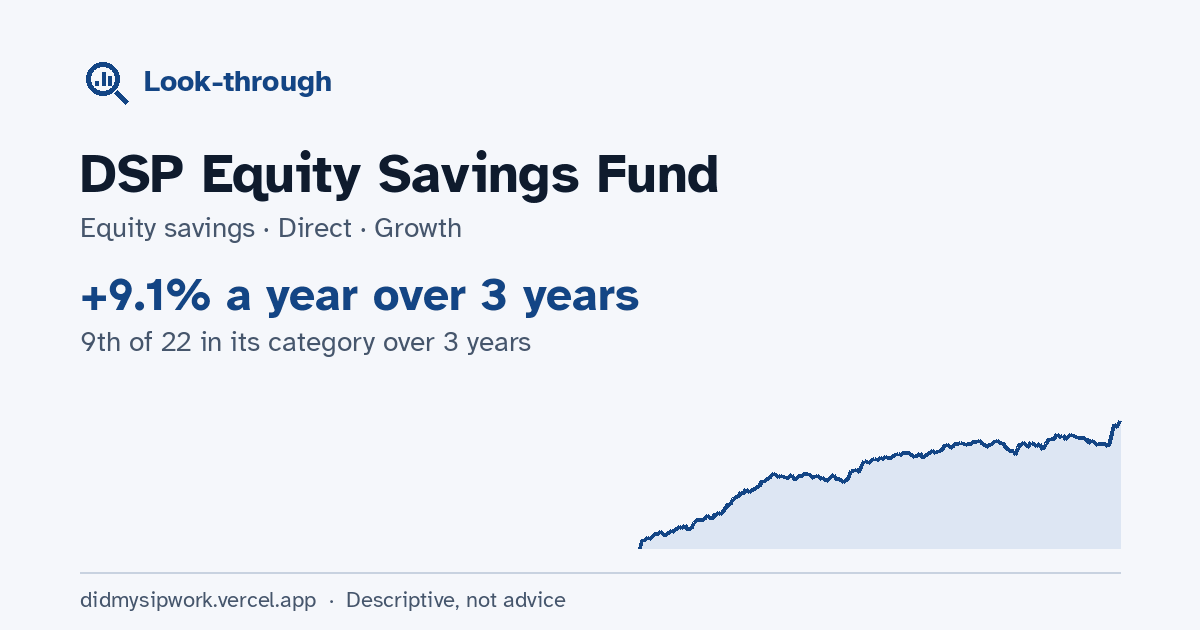 Look-through
DSP Equity Savings Fund
Equity savings · Direct · Growth
+9.1% a year over 3 years
9th of 22 in its category over 3 years
didmysipwork.vercel.app · Descriptive, not advice